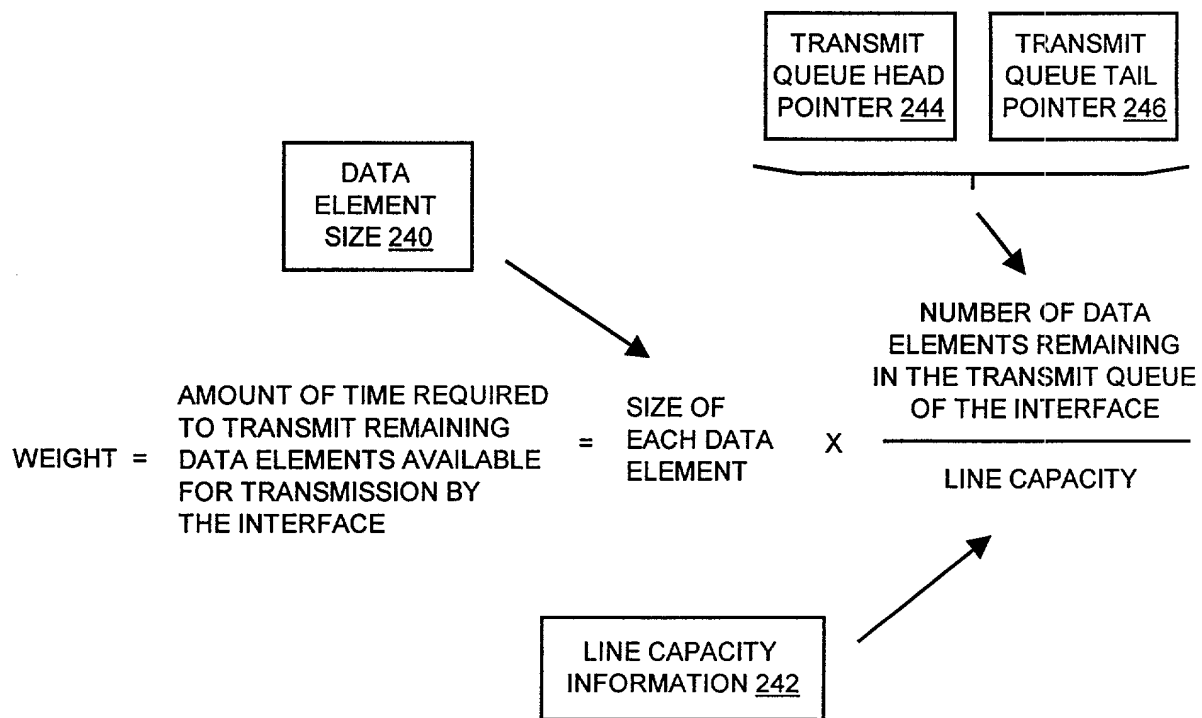 TRANSMIT
QUEUE HEAD
POINTER 244
TRANSMIT
QUEUE TAIL
POINTER 246
DATA
ELEMENT
SIZE 240
NUMBER OF DATA
ELEMENTS REMAINING
IN THE TRANSMIT QUEUE
OF THE INTERFACE
WEIGHT =
AMOUNT OF TIME REQUIRED
TO TRANSMIT REMAINING
DATA ELEMENTS AVAILABLE
FOR TRANSMISSION BY
THE INTERFACE
=
SIZE OF
EACH DATA
ELEMENT
X
LINE CAPACITY
LINE CAPACITY
INFORMATION 242